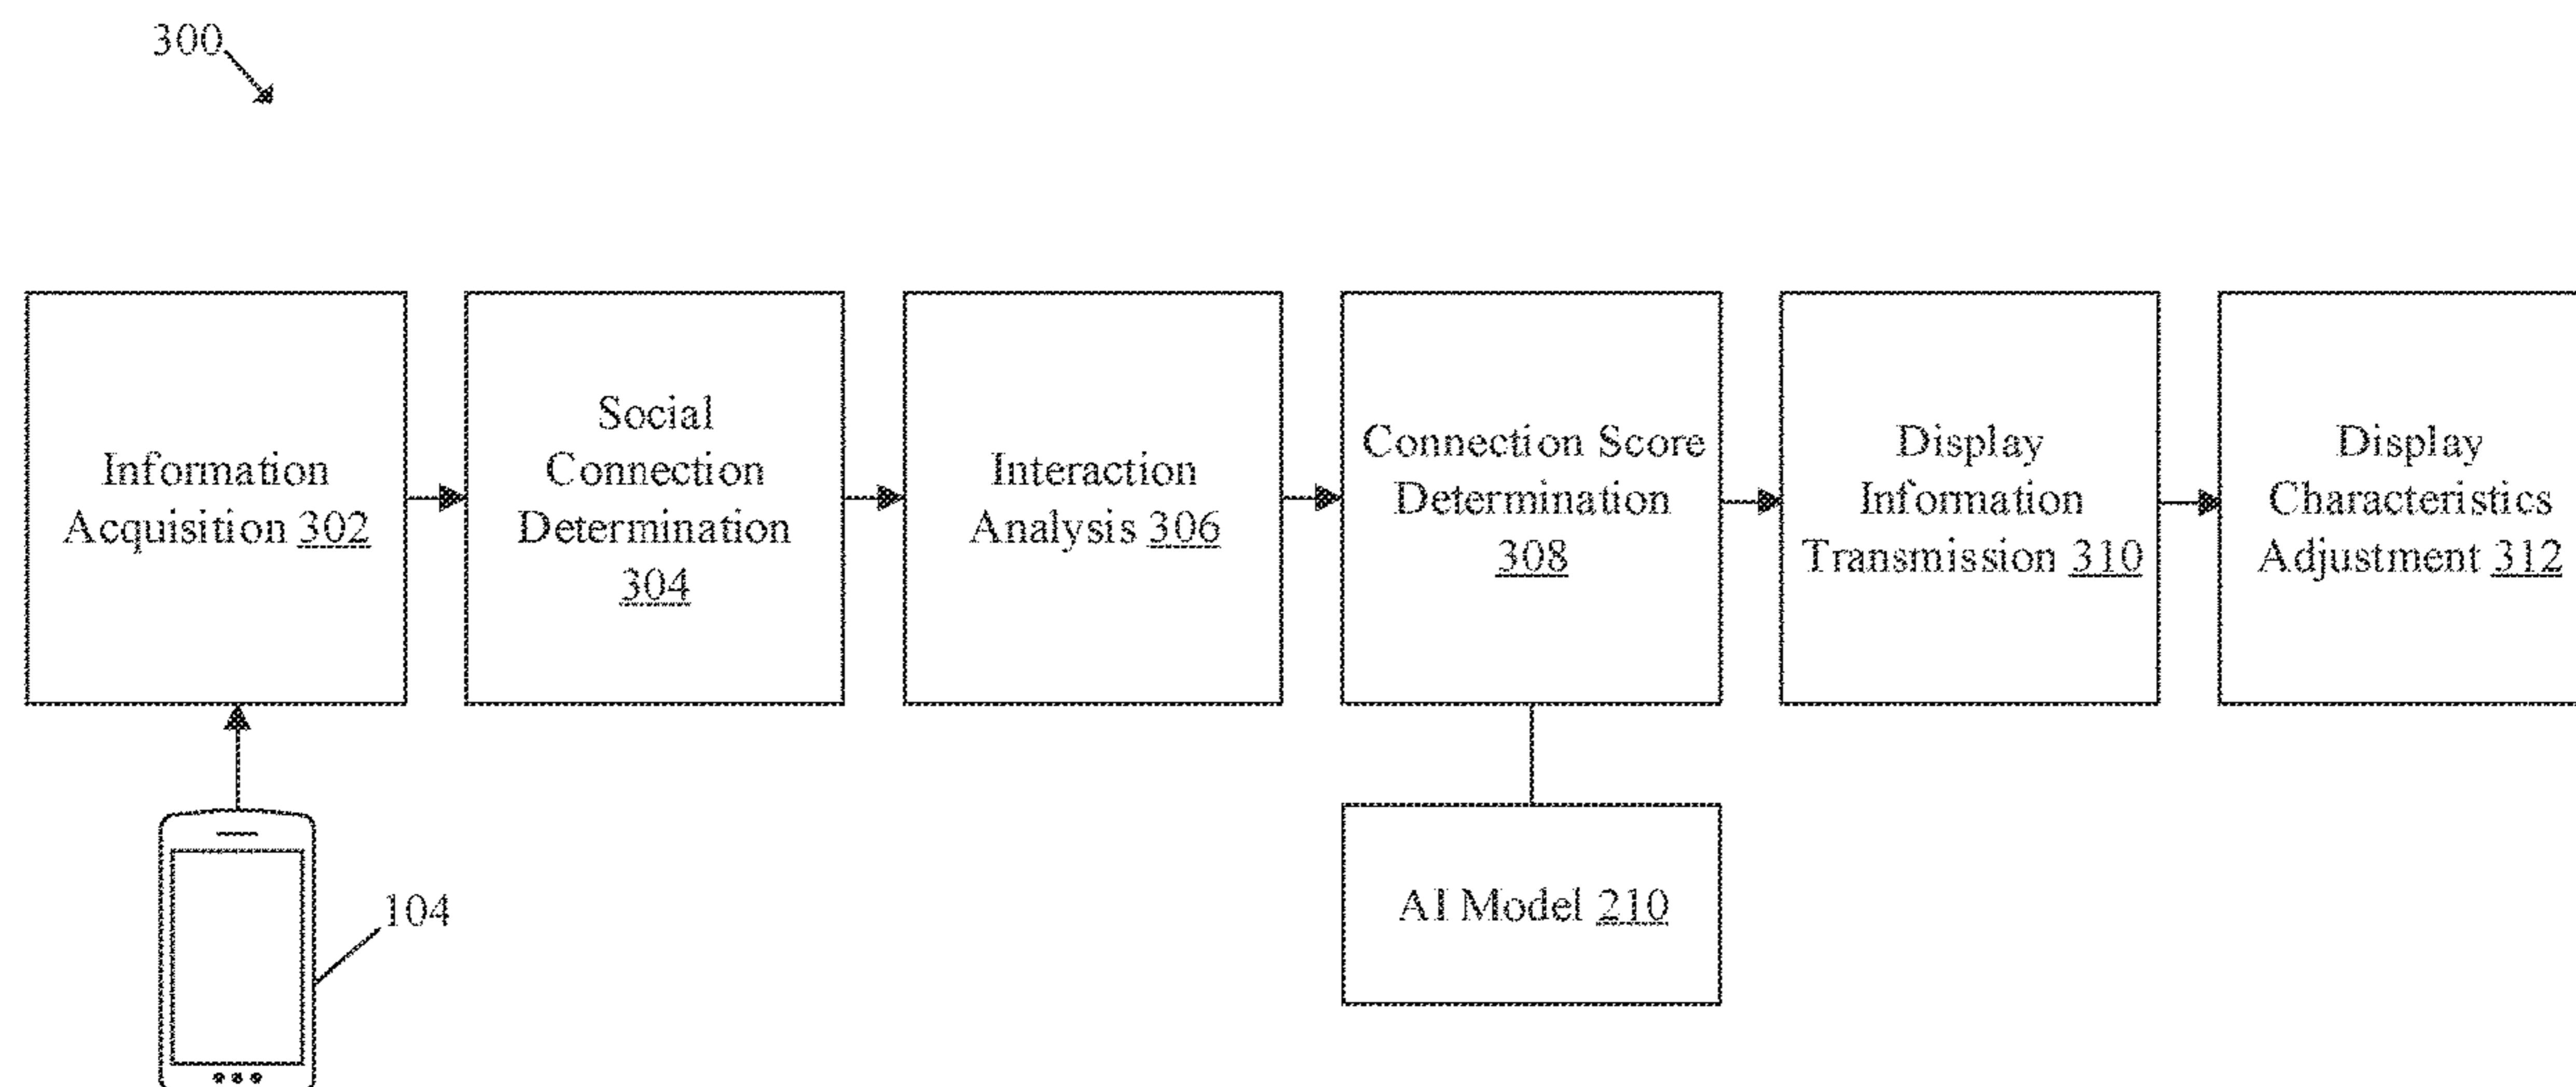 300
Information
Acquisition 302
Social
Connection
Determination
304
Interaction
Analysis 306
Connection Score
Determination
308
Display
Information
Transmission 310
Display
Characteristics
Adjustment 312
AI Model 210
104